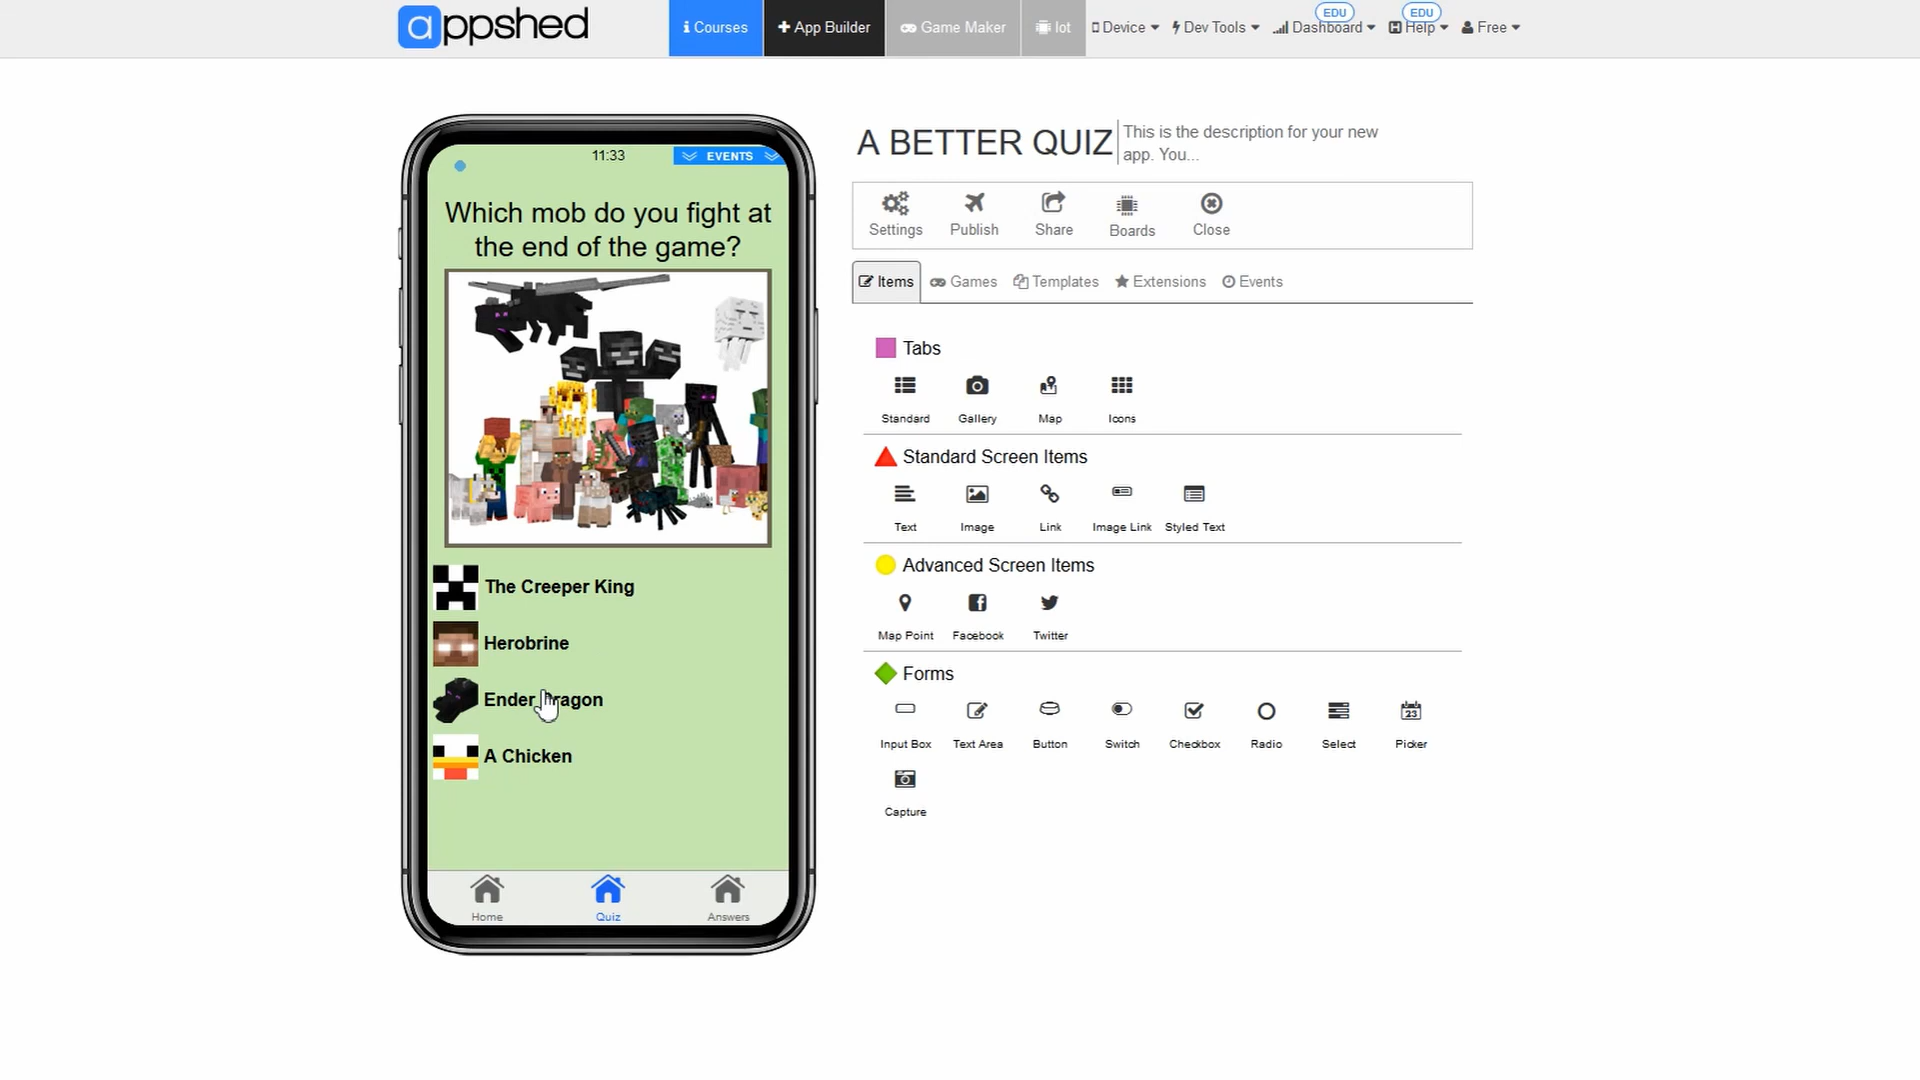 appshed
Courses
App Builder
Game Maker
Iot
Device
Dev Tools
EDU
Dashboard
EDU
Help
Free
11:33
EVENTS
Which mob do you fight at
the end of the game?
The Creeper King
Herobrine
Ender Dragon
A Chicken
Home
Quiz
Answers
A BETTER QUIZ
This is the description for your new
app. You...
Settings
Publish
Share
Boards
Close
Items
Games
Templates
Extensions
Events
Tabs
Standard
Gallery
Map
Icons
Standard Screen Items
Text
Image
Link
Image Link
Styled Text
Advanced Screen Items
Map Point
Facebook
Twitter
Forms
23
Input Box
Text Area
Button
Switch
Checkbox
Radio
Select
Picker
Capture